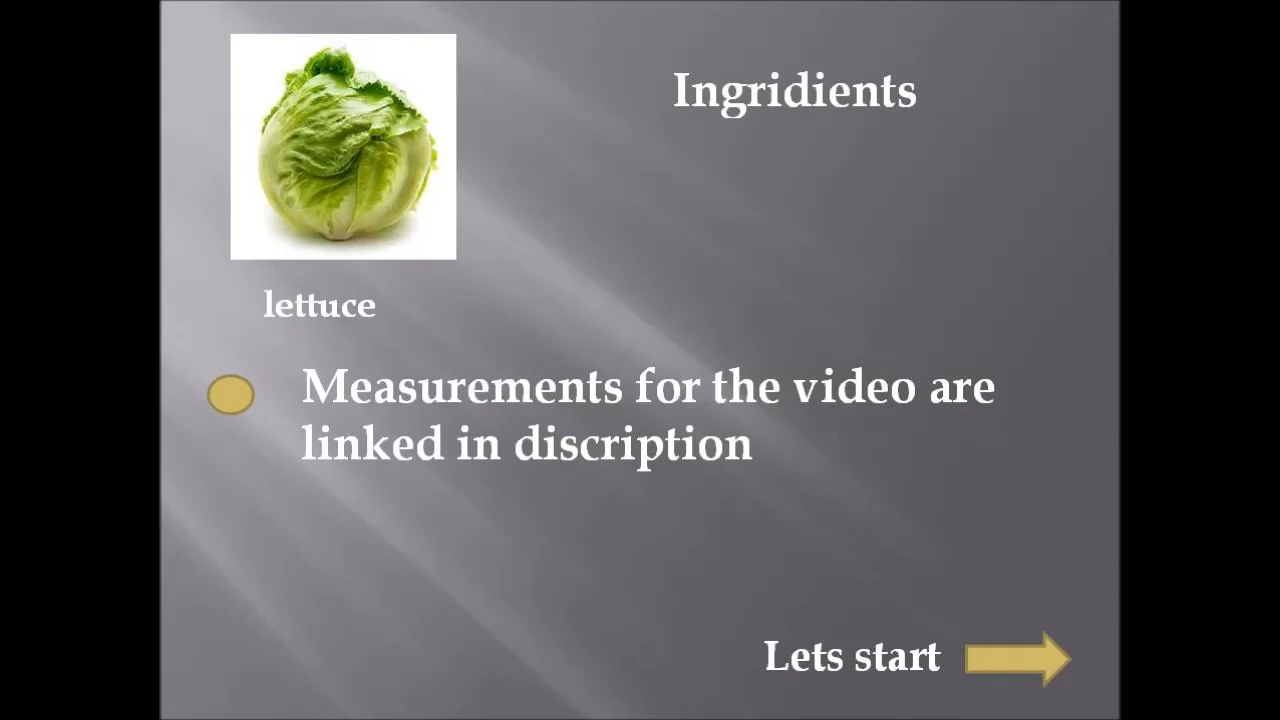 Ingridients
lettuce
Measurements for the video are
linked in discription
Lets start